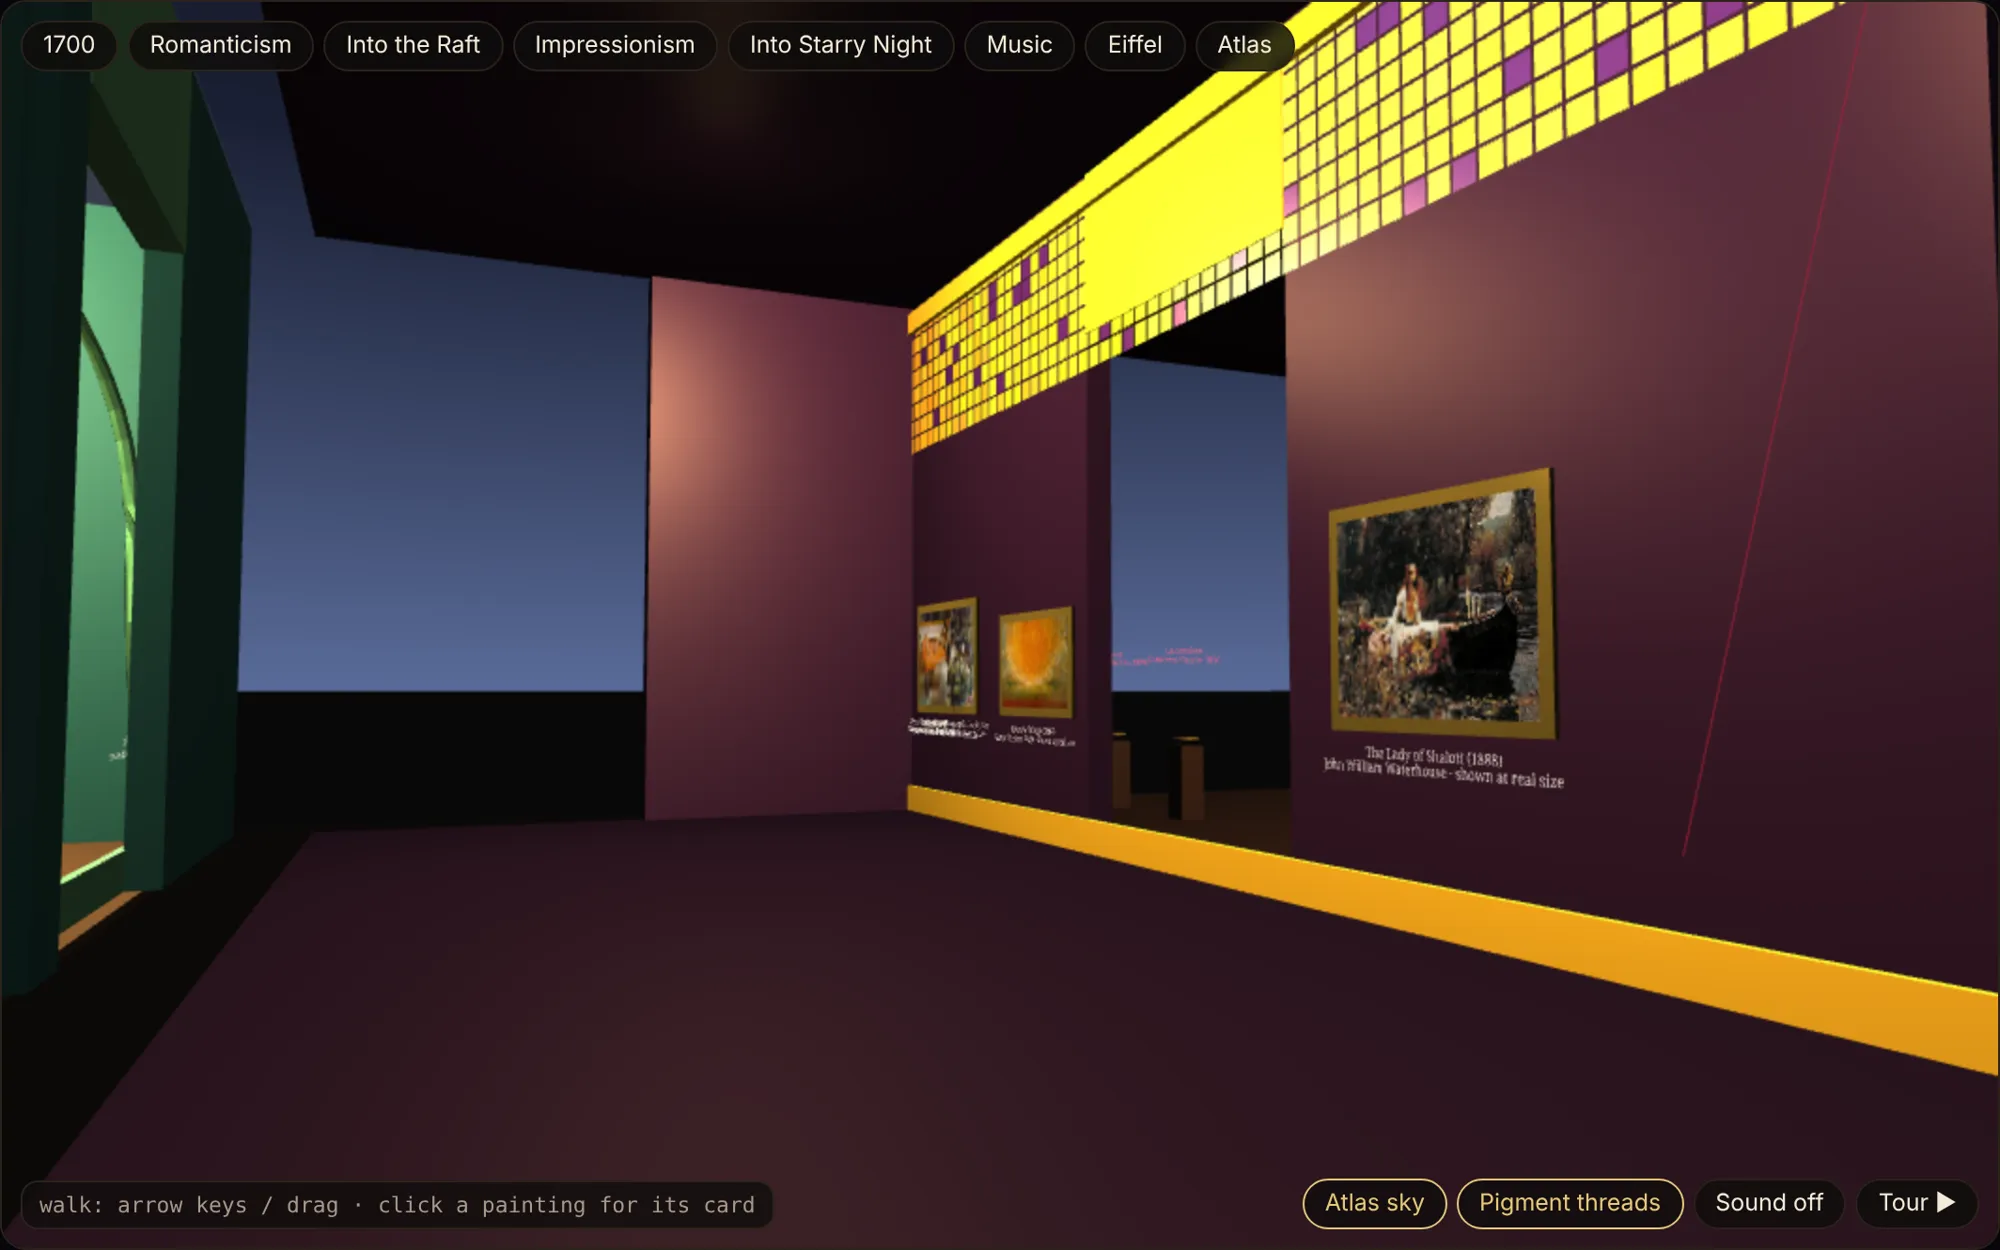 1700
Romanticism
Into the Raft
Impressionism
Into Starry Night
Music
Eiffel
Atlas
The Lady of Shalott (1888)
John William Waterhouse - shown at real size
walk: arrow keys / drag · click a painting for its card
Atlas sky
Pigment threads
Sound off
Tour ▶